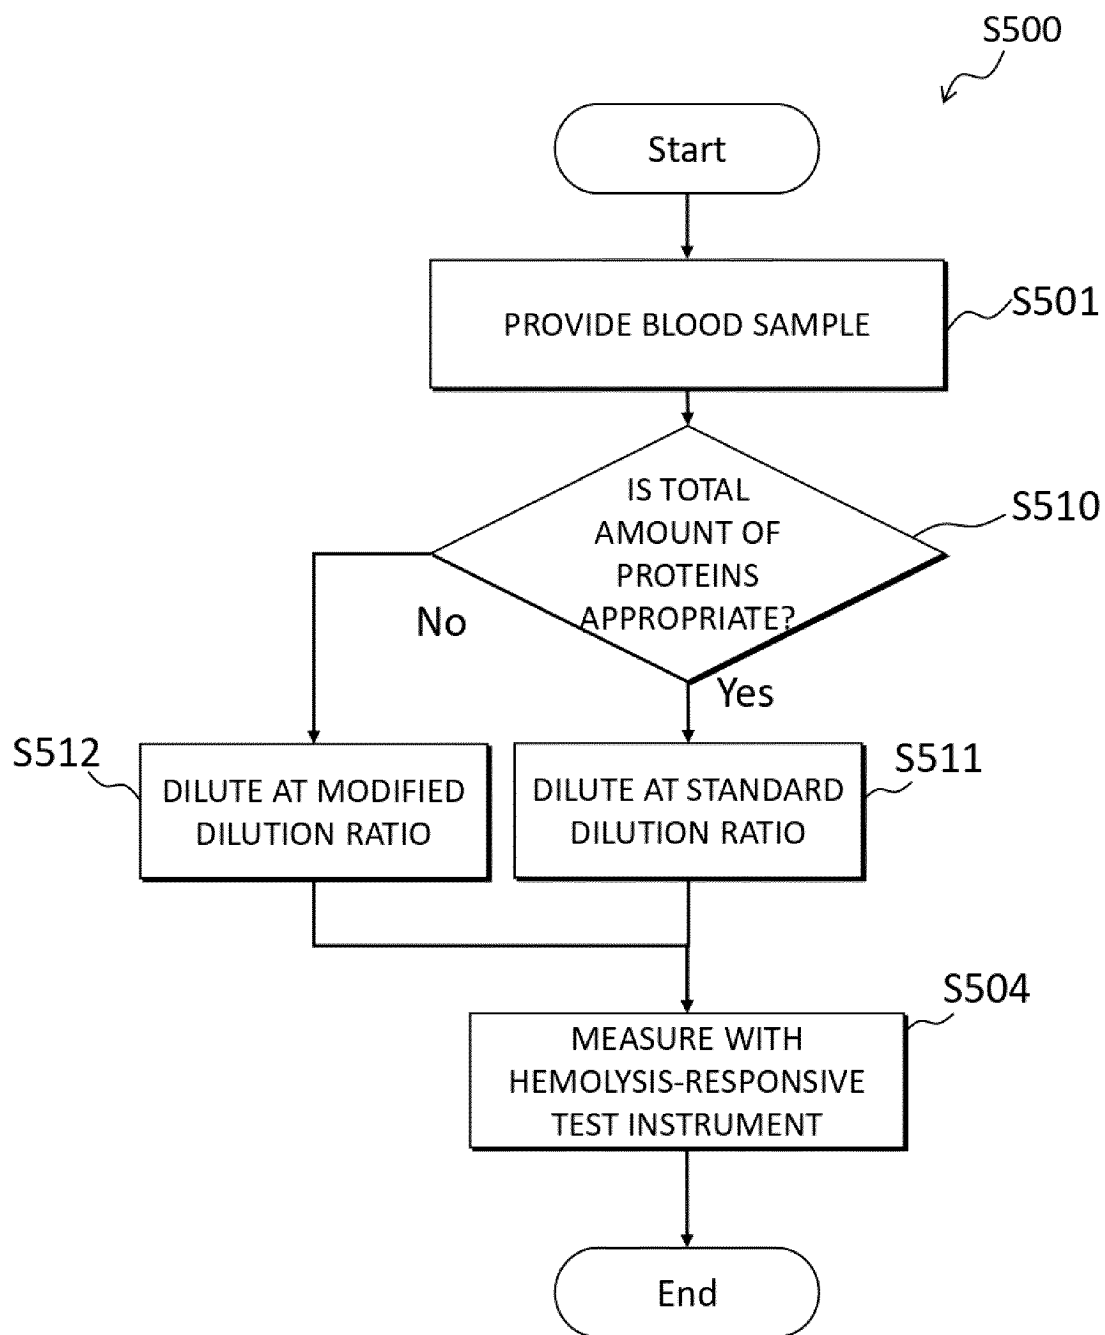 S500
Start
PROVIDE BLOOD SAMPLE
S501
IS TOTAL
AMOUNT OF
PROTEINS
APPROPRIATE?
S510
No
Yes
S512
DILUTE AT MODIFIED
DILUTION RATIO
DILUTE AT STANDARD
DILUTION RATIO
S511
S504
MEASURE WITH
HEMOLYSIS-RESPONSIVE
TEST INSTRUMENT
End